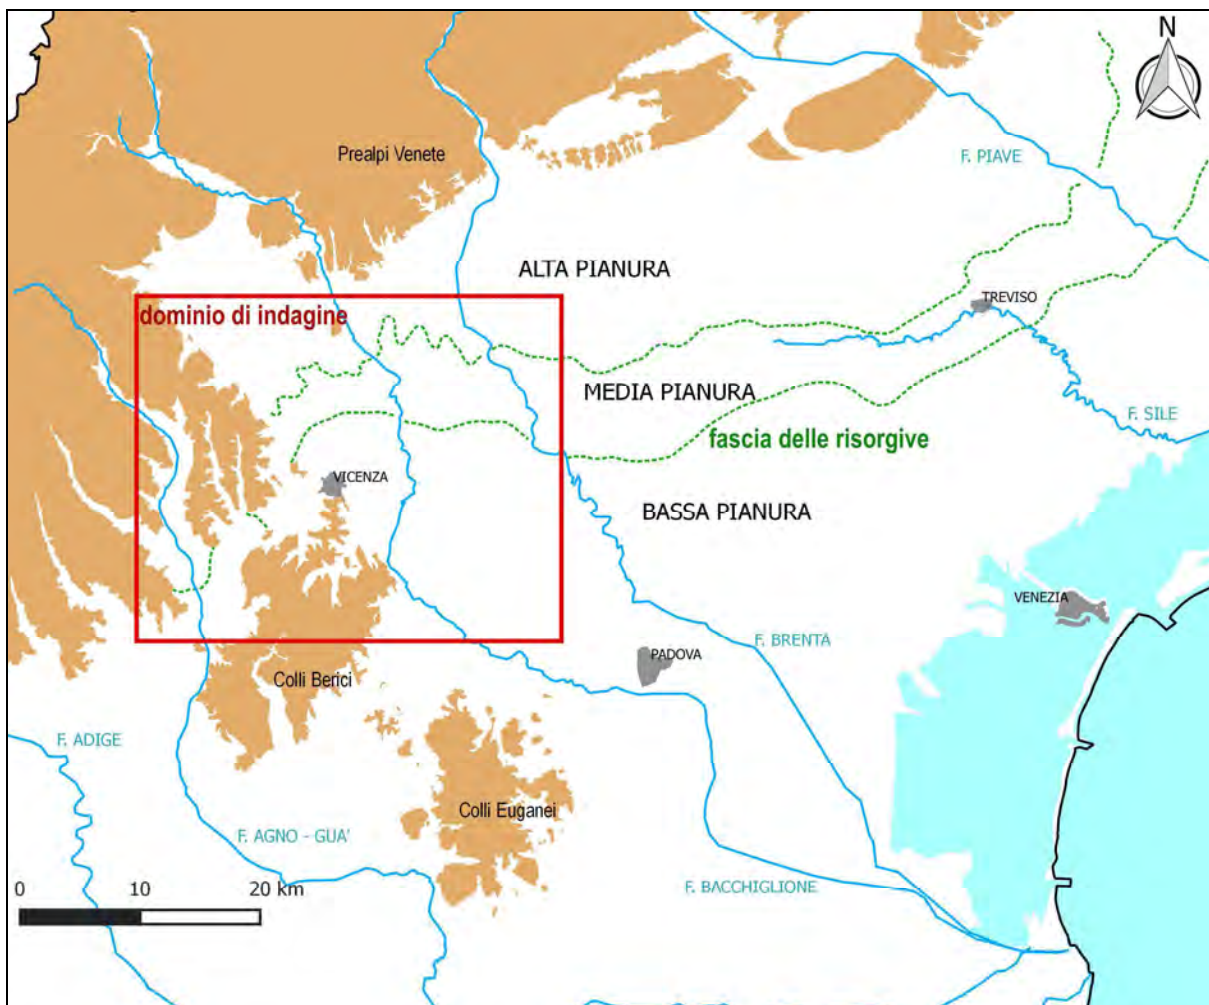 N
Prealpi Venete
F. PIAVE
ALTA PIANURA
TREVISO
dominio di indagine
MEDIA PIANURA
F. SILE
fascia delle risorgive
VICENZA
BASSA PIANURA
VENEZIA
F. BRENTA
PADOVA
Colli Berici
F. ADIGE
Colli Euganei
F. AGNO - GUA'
F. BACCHIGLIONE
0 10 20 km